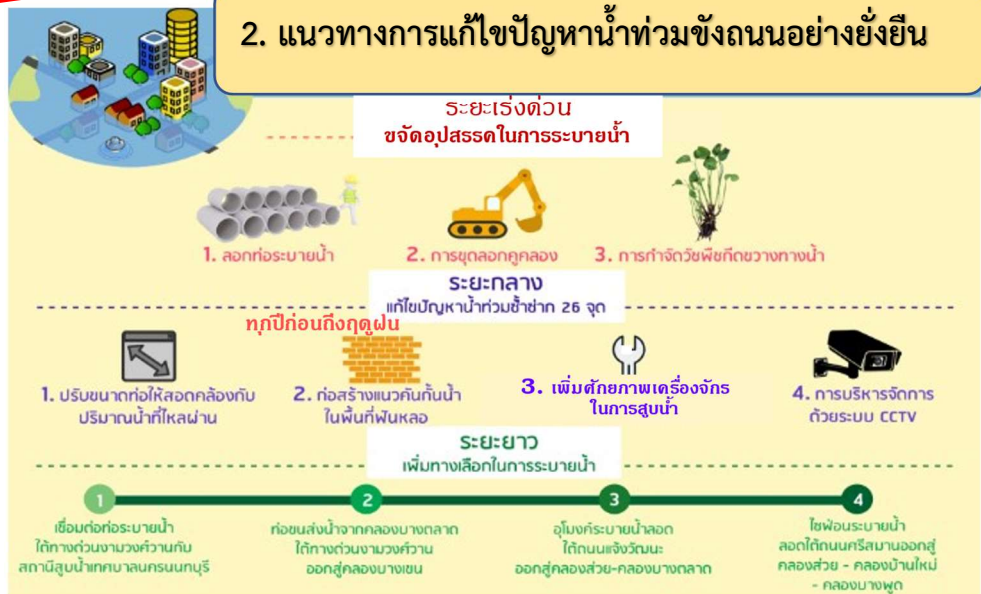 2. แนวทางการแก้ไขปัญหาน้ำท่วมขังถนนอย่างยั่งยืน
ระยะเร่งด่วน
ขจัดอุปสรรคในการระบายน้ำ
1. ลอกท่อระบายน้ำ
2. การขุดลอกคูคลอง
3. การกำจัดวัชพืชกีดขวางทางน้ำ
ระยะกลาง
แก้ไขปัญหาน้ำท่วมซ้ำซาก 26 จุด
ทุกปีก่อนถึงฤดูฝน
1. ปรับขนาดท่อให้สอดคล้องกับ
ปริมาณน้ำที่ไหลผ่าน
2. ก่อสร้างแนวคันกั้นน้ำ
ในพื้นที่ฟันหลอ
3. เพิ่มศักยภาพเครื่องจักร
ในการสูบน้ำ
4. การบริหารจัดการ
ด้วยระบบ CCTV
ระยะยาว
เพิ่มทางเลือกในการระบายน้ำ
1
เชื่อมต่อท่อระบายน้ำ
ใต้ทางด่วนงามวงศ์วานกับ
สถานีสูบน้ำเทศบาลนครนนทบุรี
2
ท่อขนส่งน้ำจากคลองบางตลาด
ใต้ทางด่วนงามวงศ์วาน
ออกสู่คลองบางเขน
3
อุโมงค์ระบายน้ำลอด
ใต้ถนนแจ้งวัฒนะ
ออกสู่คลองส่วย-คลองบางตลาด
4
ไซฟ่อนระบายน้ำ
ลอดใต้ถนนศรีสมานออกสู่
คลองส่วย - คลองบ้านใหม่
- คลองบางพูด